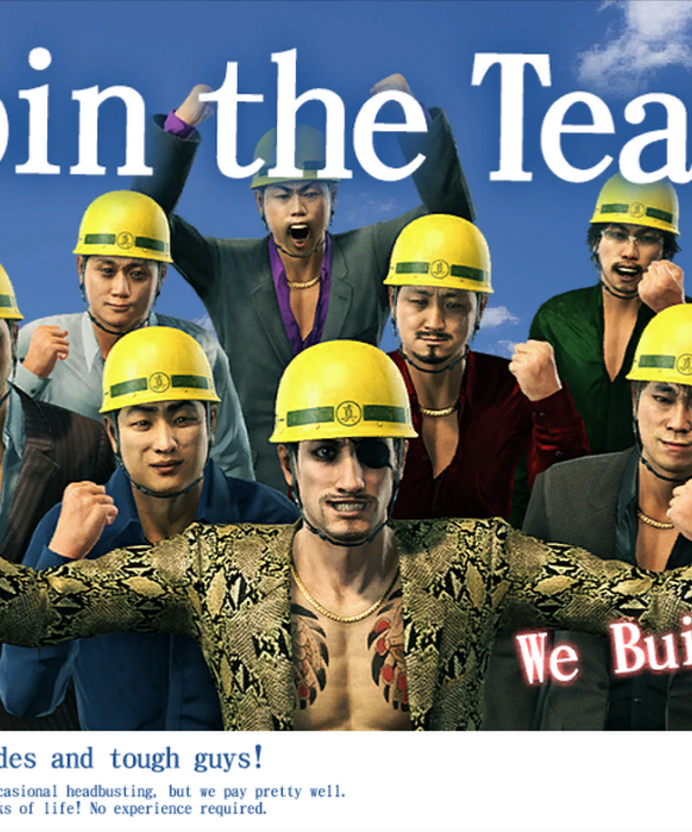 oin the Tea
We Bui
des and tough guys!
casional headbusting, but we pay pretty well.
ks of life! No experience required.